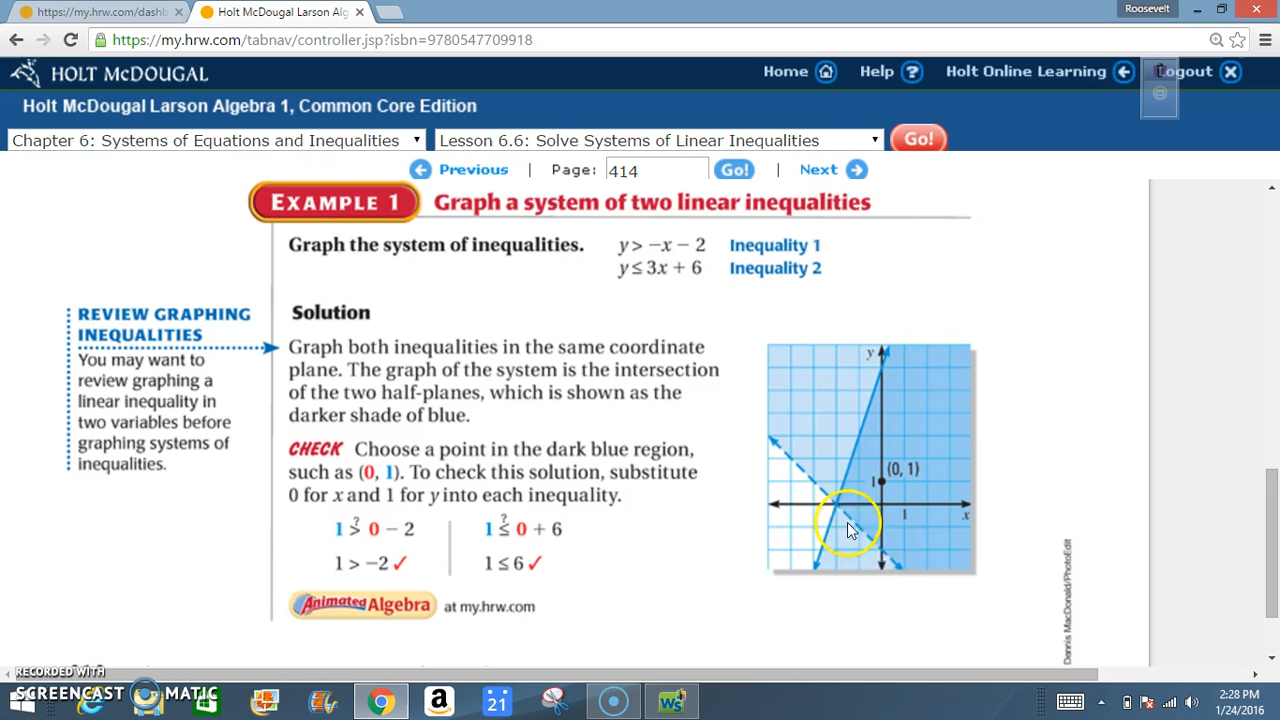 https://my.hrw.com/dashb
Holt McDougal Larson Alge
Roosevelt
https://my.hrw.com/tabnav/controller.jsp?isbn=9780547709918
HOLT MCDOUGAL
Home
Help ?
Holt Online Learning
Logout
Holt McDougal Larson Algebra 1, Common Core Edition
Chapter 6: Systems of Equations and Inequalities
Lesson 6.6: Solve Systems of Linear Inequalities
Go!
Previous | Page: 414 Go! | Next
EXAMPLE 1 Graph a system of two linear inequalities
Graph the system of inequalities. y > −x − 2 Inequality 1
y ≤ 3x + 6 Inequality 2
REVIEW GRAPHING
INEQUALITIES
You may want to
review graphing a
linear inequality in
two variables before
graphing systems of
inequalities.
Solution
Graph both inequalities in the same coordinate
plane. The graph of the system is the intersection
of the two half-planes, which is shown as the
darker shade of blue.
CHECK Choose a point in the dark blue region,
such as (0, 1). To check this solution, substitute
0 for x and 1 for y into each inequality.
1 >? 0 − 2 1 ≤? 0 + 6
1 > −2 ✓ 1 ≤ 6 ✓
Animated Algebra at my.hrw.com
y
(0, 1)
1
1
x
Dennis MacDonald/PhotoEdit
RECORDED WITH
SCREENCAST MATIC
a
21
WS
2:28 PM
1/24/2016